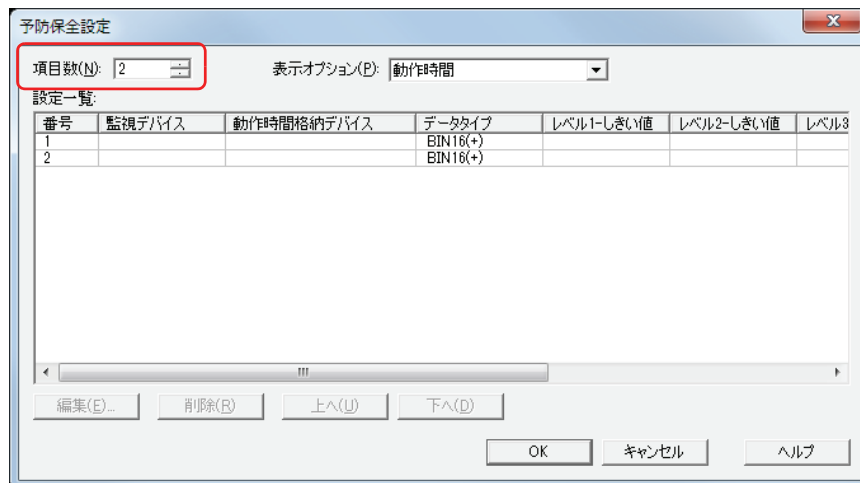 予防保全設定
項目数(N): 2 表示オプション(P): 動作時間
設定一覧:
番号 監視デバイス 動作時間格納デバイス データタイプ レベル1-しきい値 レベル2-しきい値 レベル3
1 BIN16(+)
2 BIN16(+)
編集(E)... 削除(R) 上へ(U) 下へ(D)
OK キャンセル ヘルプ